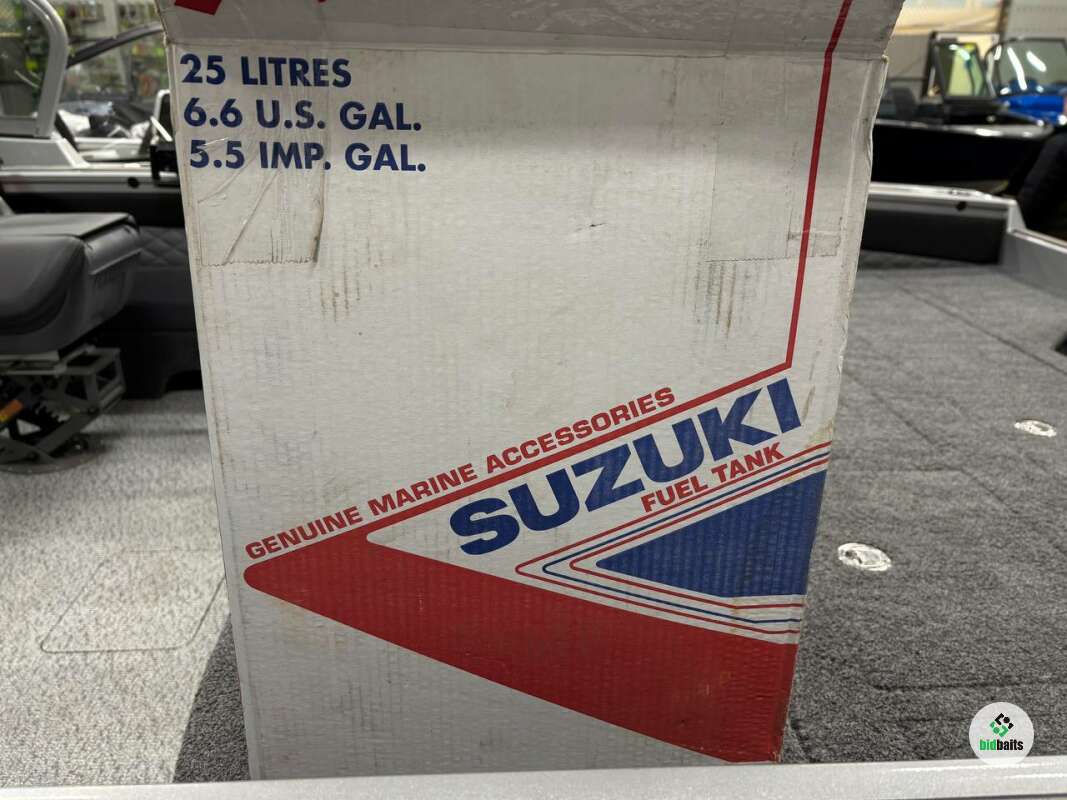 25 LITRES
6.6 U.S. GAL.
5.5 IMP. GAL.
GENUINE MARINE ACCESSORIES
SUZUKI
FUEL TANK
bidbaits